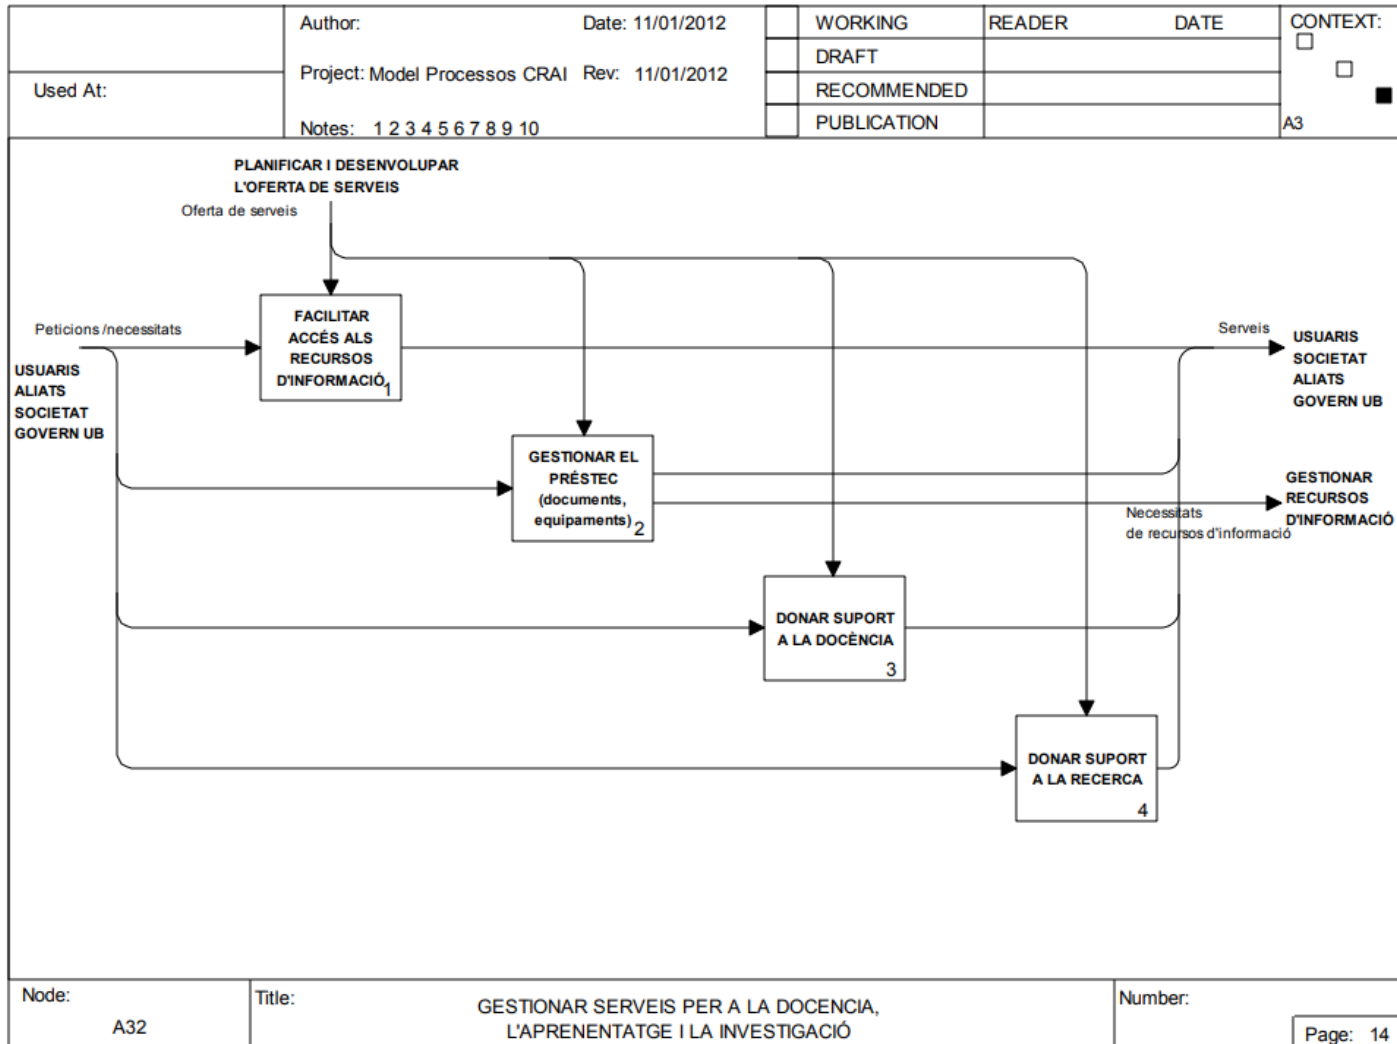 Author:
Date: 11/01/2012
WORKING
READER
DATE
CONTEXT:
DRAFT
Used At:
Project: Model Processos CRAI
Rev: 11/01/2012
RECOMMENDED
Notes: 1 2 3 4 5 6 7 8 9 10
PUBLICATION
A3
PLANIFICAR I DESENVOLUPAR
L'OFERTA DE SERVEIS
Oferta de serveis
Peticions /necessitats
USUARIS
ALIATS
SOCIETAT
GOVERN UB
FACILITAR
ACCÉS ALS
RECURSOS
D'INFORMACIÓ
1
Serveis
USUARIS
SOCIETAT
ALIATS
GOVERN UB
GESTIONAR EL
PRÉSTEC
(documents,
equipaments)
2
GESTIONAR
RECURSOS
D'INFORMACIÓ
Necessitats
de recursos d'informació
DONAR SUPORT
A LA DOCÈNCIA
3
DONAR SUPORT
A LA RECERCA
4
Node:
A32
Title:
GESTIONAR SERVEIS PER A LA DOCENCIA,
L'APRENENTATGE I LA INVESTIGACIÓ
Number:
Page: 14